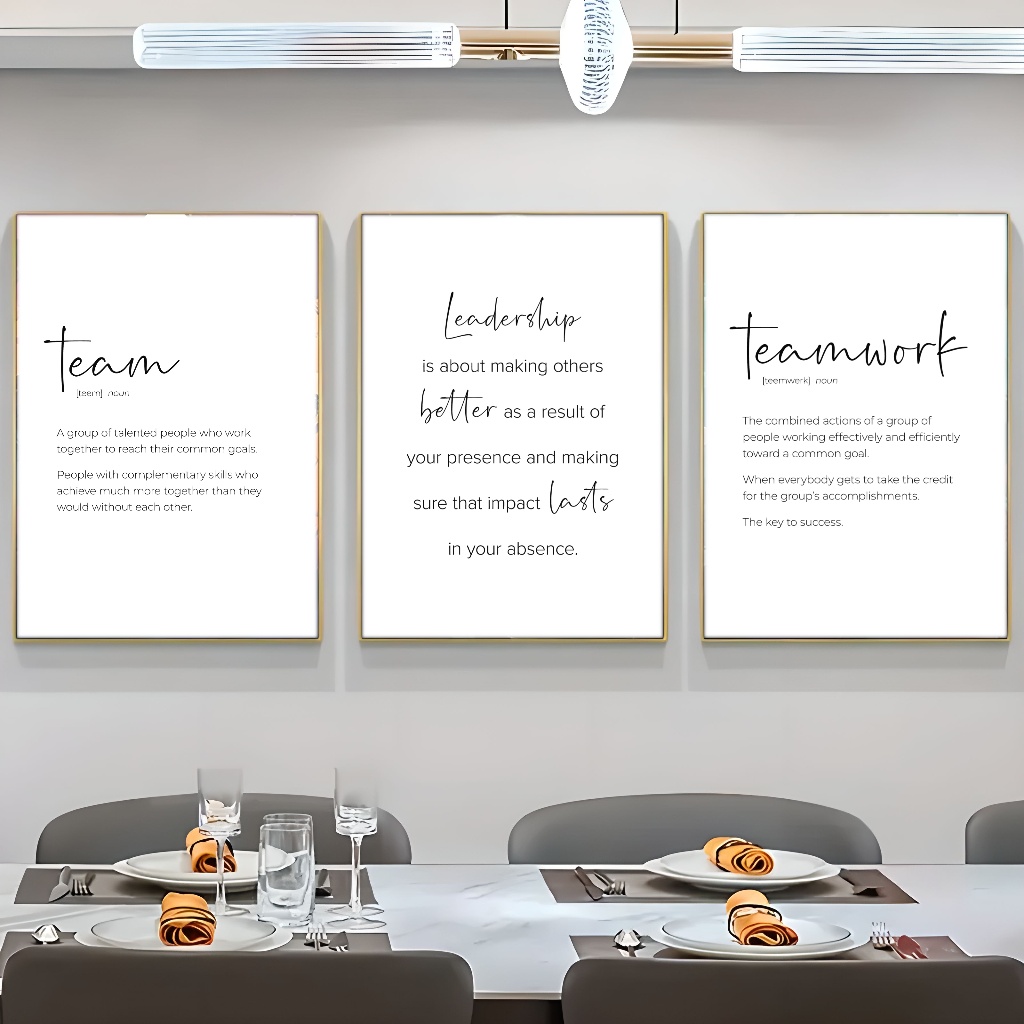 team
[teem] noun
A group of talented people who work
together to reach their common goals.
People with complementary skills who
achieve much more together than they
would without each other.
Leadership
is about making others
better as a result of
your presence and making
sure that impact lasts
in your absence.
teamwork
[teemwerk] noun
The combined actions of a group of
people working effectively and efficiently
toward a common goal.
When everybody gets to take the credit
for the group's accomplishments.
The key to success.